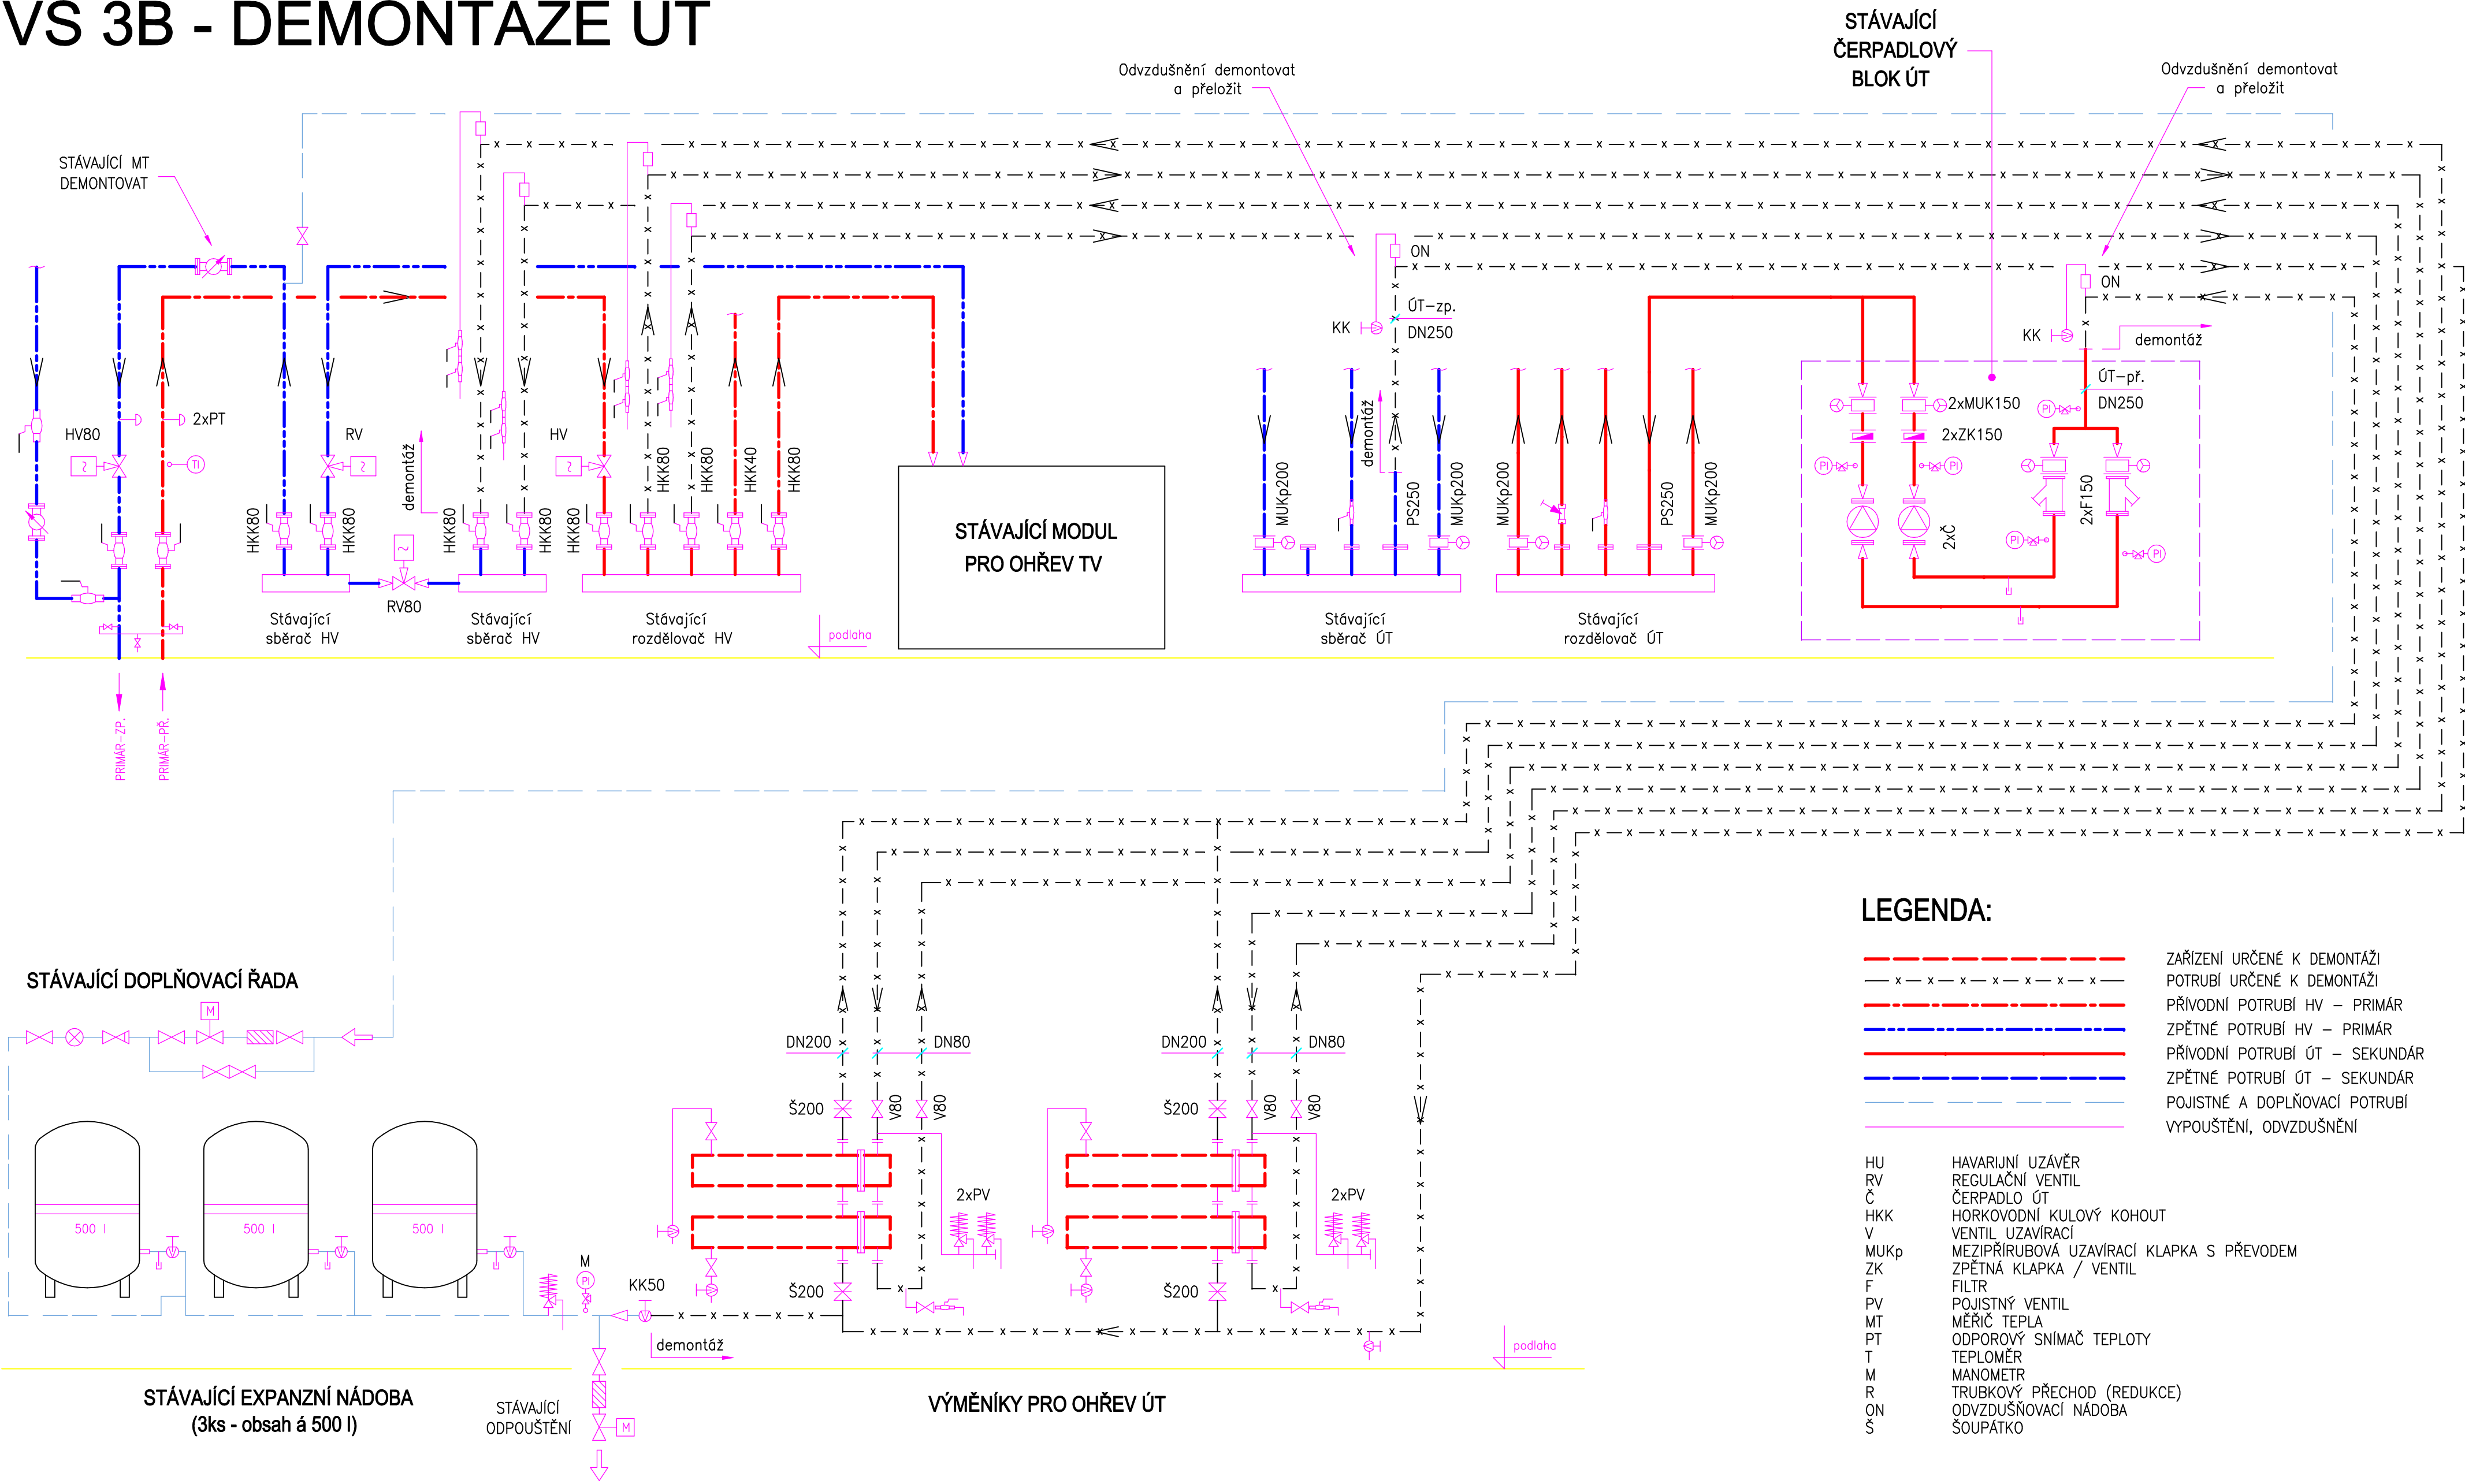 VS 3B - DEMONTÁŽE ÚT
STÁVAJÍCÍ
ČERPADLOVÝ
BLOK ÚT
Odvzdušnění demontovat
a přeložit
Odvzdušnění demontovat
a přeložit
STÁVAJÍCÍ MT
DEMONTOVAT
ON
ÚT-zp.
DN250
KK
ON
KK
demontáž
ÚT-př.
DN250
2xPT
HV80
TI
RV
demontáž
HV
HKK80
HKK80
HKK80
HKK80
HKK80
HKK80
HKK80
HKK40
HKK80
RV80
STÁVAJÍCÍ MODUL
PRO OHŘEV TV
demontáž
MUKp200
PS250
MUKp200
MUKp200
PS250
MUKp200
2xMUK150
2xZK150
PI
PI
PI
PI
PI
2xČ
2xF150
Stávající
sběrač HV
Stávající
sběrač HV
Stávající
rozdělovač HV
podlaha
Stávající
sběrač ÚT
Stávající
rozdělovač ÚT
PRIMÁR-ZP.
PRIMÁR-PŘ.
STÁVAJÍCÍ DOPLŇOVACÍ ŘADA
M
500 l
500 l
500 l
DN200
DN80
DN200
DN80
Š200
V80
V80
Š200
V80
V80
2xPV
2xPV
Š200
Š200
M
PI
KK50
demontáž
podlaha
STÁVAJÍCÍ EXPANZNÍ NÁDOBA
(3ks - obsah á 500 l)
STÁVAJÍCÍ
ODPOUŠTĚNÍ
M
VÝMĚNÍKY PRO OHŘEV ÚT
LEGENDA:
ZAŘÍZENÍ URČENÉ K DEMONTÁŽI
POTRUBÍ URČENÉ K DEMONTÁŽI
PŘÍVODNÍ POTRUBÍ HV - PRIMÁR
ZPĚTNÉ POTRUBÍ HV - PRIMÁR
PŘÍVODNÍ POTRUBÍ ÚT - SEKUNDÁR
ZPĚTNÉ POTRUBÍ ÚT - SEKUNDÁR
POJISTNÉ A DOPLŇOVACÍ POTRUBÍ
VYPOUŠTĚNÍ, ODVZDUŠNĚNÍ
HU HAVARIJNÍ UZÁVĚR
RV REGULAČNÍ VENTIL
Č ČERPADLO ÚT
HKK HORKOVODNÍ KULOVÝ KOHOUT
V VENTIL UZAVÍRACÍ
MUKp MEZIPŘÍRUBOVÁ UZAVÍRACÍ KLAPKA S PŘEVODEM
ZK ZPĚTNÁ KLAPKA / VENTIL
F FILTR
PV POJISTNÝ VENTIL
MT MĚŘIČ TEPLA
PT ODPOROVÝ SNÍMAČ TEPLOTY
T TEPLOMĚR
M MANOMETR
R TRUBKOVÝ PŘECHOD (REDUKCE)
ON ODVZDUŠŇOVACÍ NÁDOBA
Š ŠOUPÁTKO